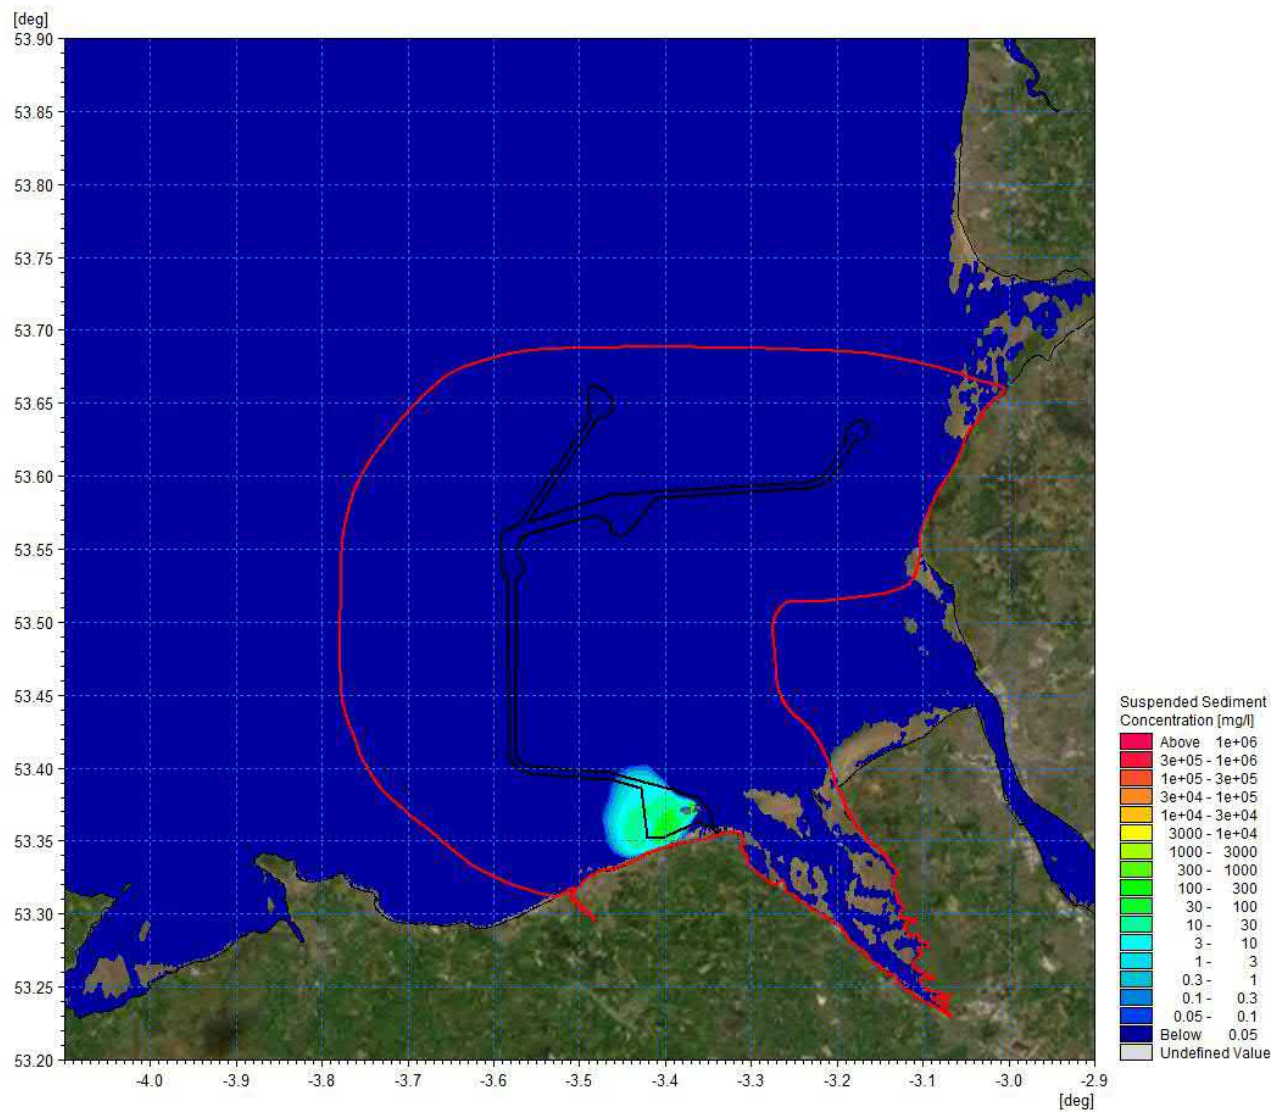 [deg]
53.90
53.85
53.80
53.75
53.70
53.65
53.60
53.55
53.50
53.45
53.40
53.35
53.30
53.25
53.20
-4.0 -3.9 -3.8 -3.7 -3.6 -3.5 -3.4 -3.3 -3.2 -3.1 -3.0 -2.9
[deg]
Suspended Sediment
Concentration [mg/l]
Above 1e+06
3e+05 - 1e+06
1e+05 - 3e+05
3e+04 - 1e+05
1e+04 - 3e+04
3000 - 1e+04
1000 - 3000
300 - 1000
100 - 300
30 - 100
10 - 30
3 - 10
1 - 3
0.3 - 1
0.1 - 0.3
0.05 - 0.1
Below 0.05
Undefined Value